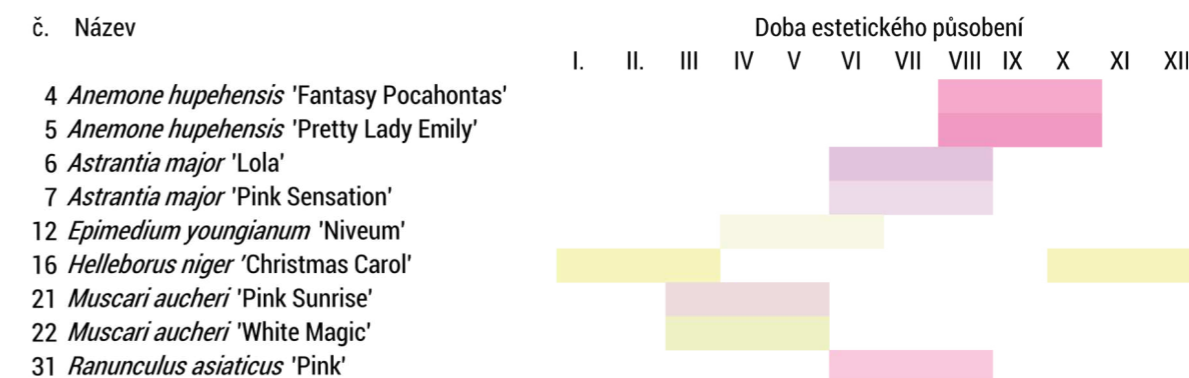 č. Název Doba estetického působení
I. II. III IV V VI VII VIII IX X XI XII
4 Anemone hupehensis 'Fantasy Pocahontas'
5 Anemone hupehensis 'Pretty Lady Emily'
6 Astrantia major 'Lola'
7 Astrantia major 'Pink Sensation'
12 Epimedium youngianum 'Niveum'
16 Helleborus niger 'Christmas Carol'
21 Muscari aucheri 'Pink Sunrise'
22 Muscari aucheri 'White Magic'
31 Ranunculus asiaticus 'Pink'